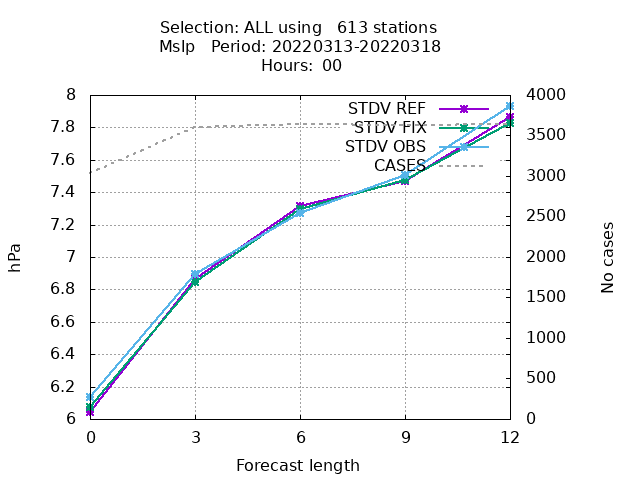 Selection: ALL using   613 stations
Mslp   Period: 20220313-20220318
Hours: 00
8
7.8
7.6
7.4
7.2
7
6.8
6.6
6.4
6.2
6
4000
3500
3000
2500
2000
1500
1000
500
0
STDV REF
STDV FIX
STDV OBS
CASES
hPa
No cases
0 3 6 9 12
Forecast length